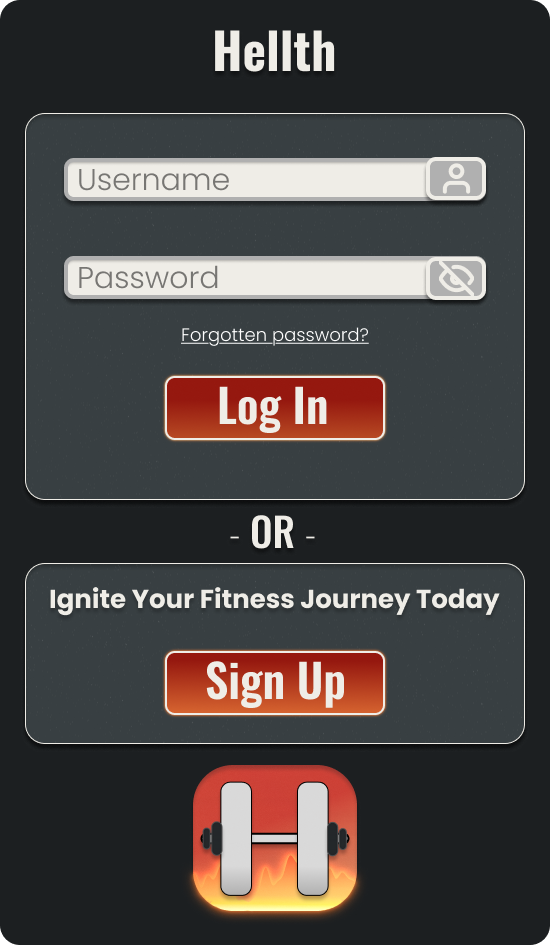 Hellth
Username
Password
Forgotten password?
Log In
- OR -
Ignite Your Fitness Journey Today
Sign Up